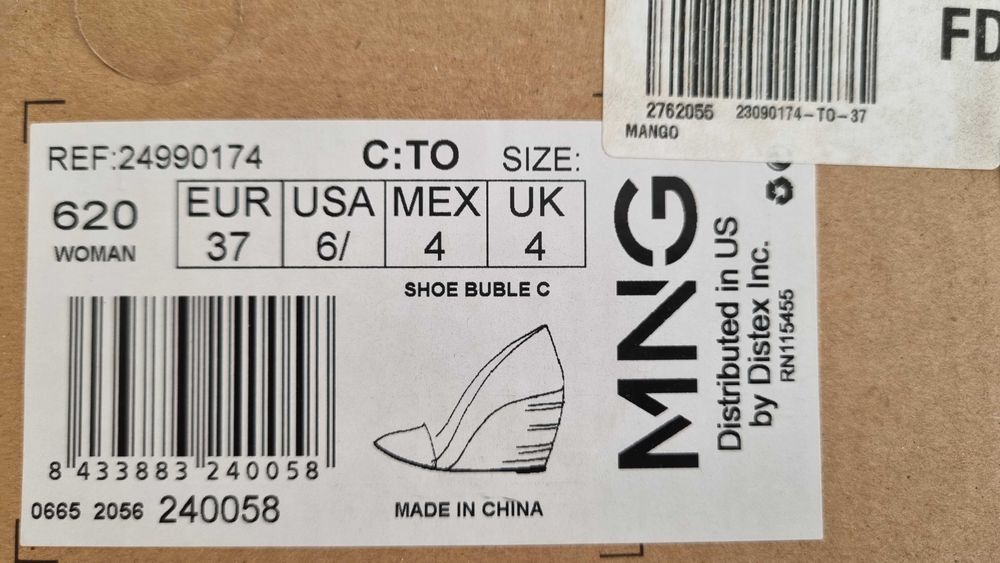 FD
2762055 23090174-TO-37
MANGO
REF:24990174 C:TO SIZE:
620
WOMAN
EUR USA MEX UK
37 6/ 4 4
SHOE BUBLE C
8 433883 240058
0665 2056 240058
MADE IN CHINA
MNG
Distributed in US
by Distex Inc.
RN115455